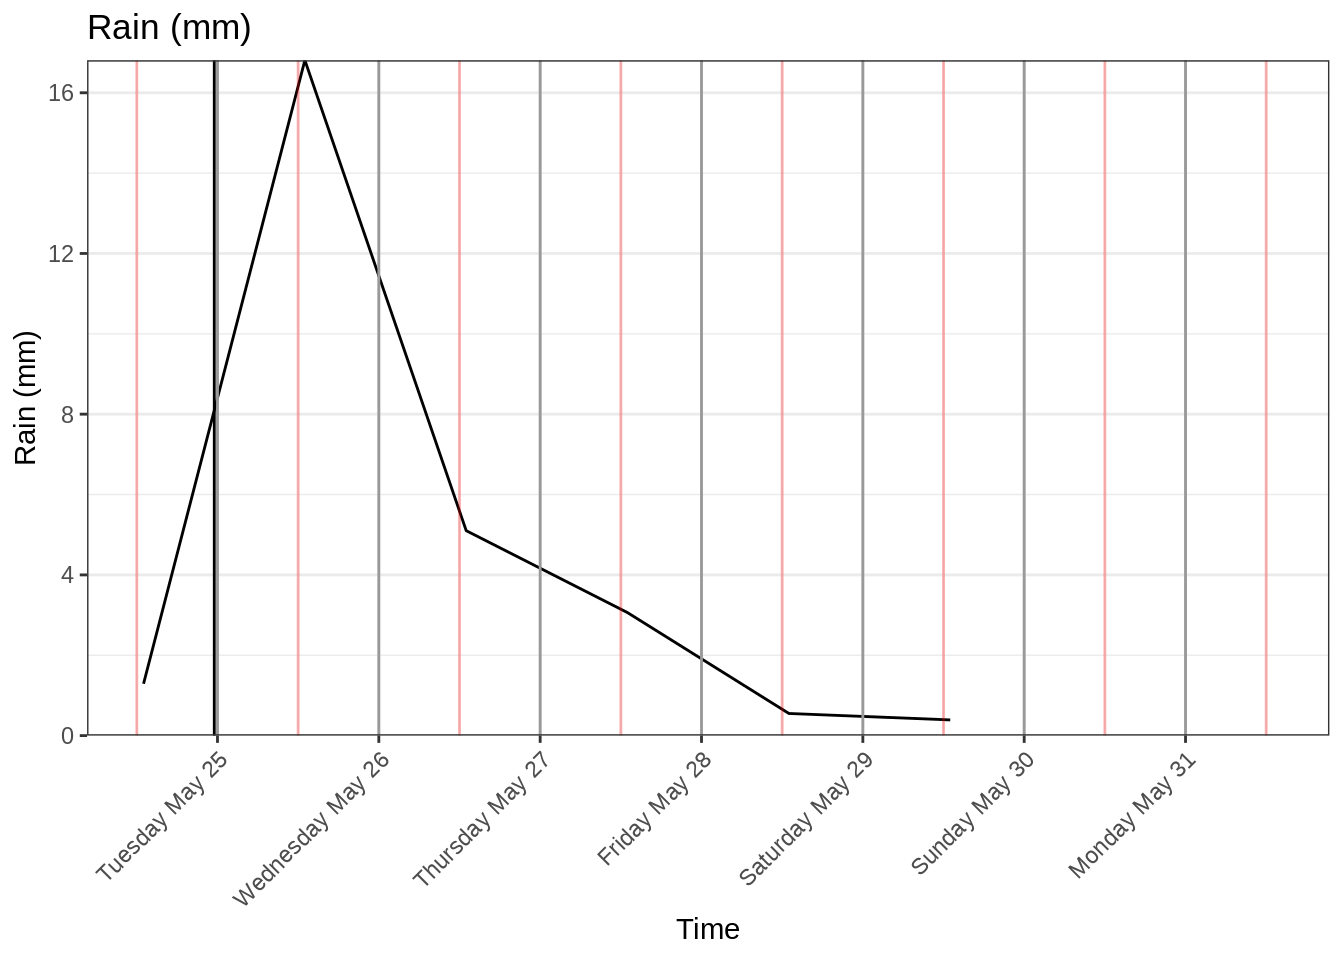 Rain (mm)
16
12
8
4
0
Rain (mm)
Tuesday May 25
Wednesday May 26
Thursday May 27
Friday May 28
Saturday May 29
Sunday May 30
Monday May 31
Time